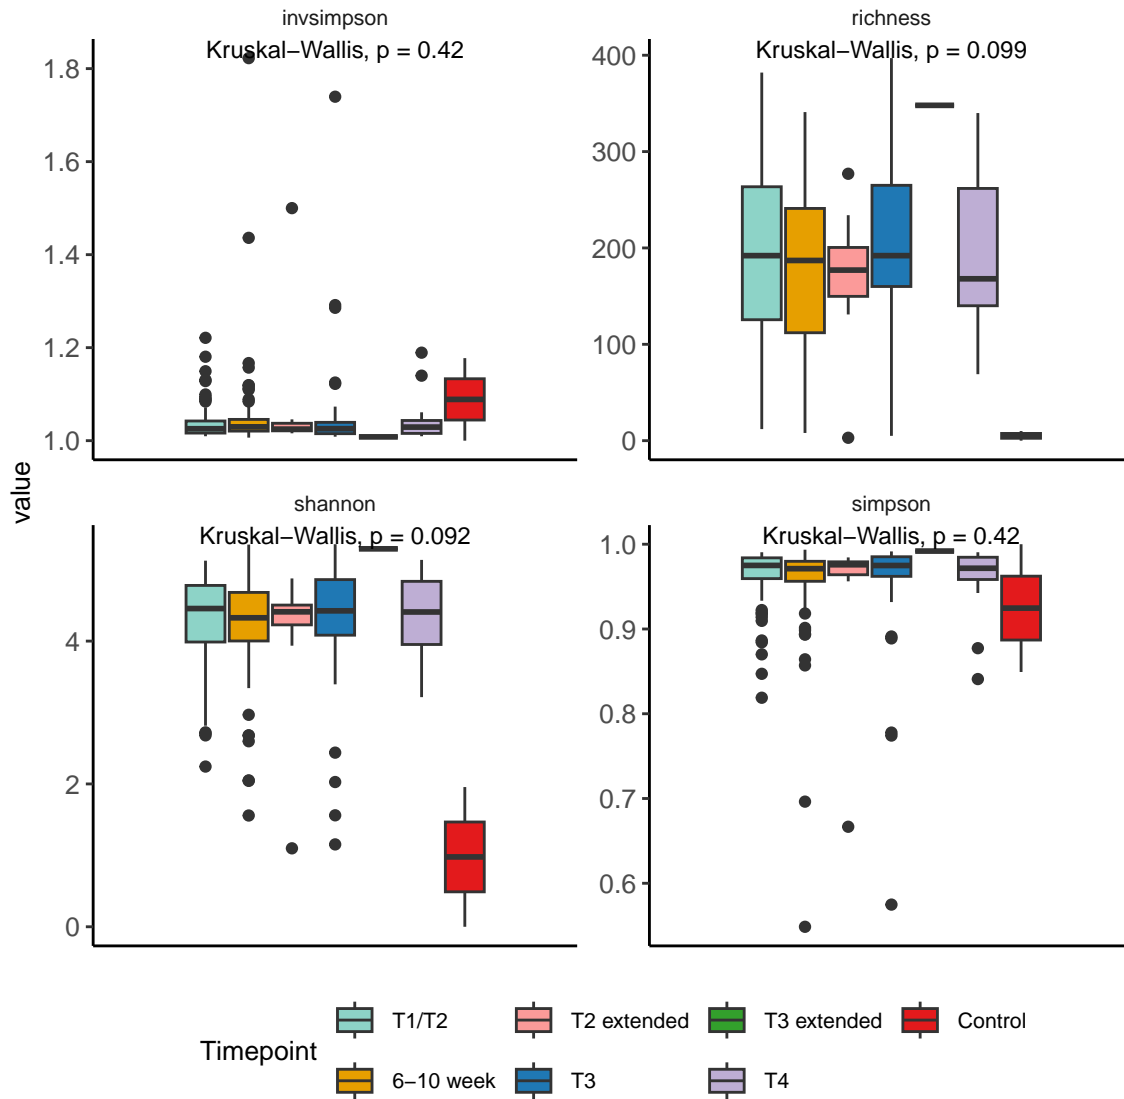 invsimpson
Kruskal−Wallis, p = 0.42
1.8
1.6
1.4
1.2
1.0
richness
Kruskal−Wallis, p = 0.099
400
300
200
100
0
value
shannon
Kruskal−Wallis, p = 0.092
4
2
0
simpson
Kruskal−Wallis, p = 0.42
1.0
0.9
0.8
0.7
0.6
Timepoint
T1/T2
T2 extended
T3 extended
Control
6−10 week
T3
T4